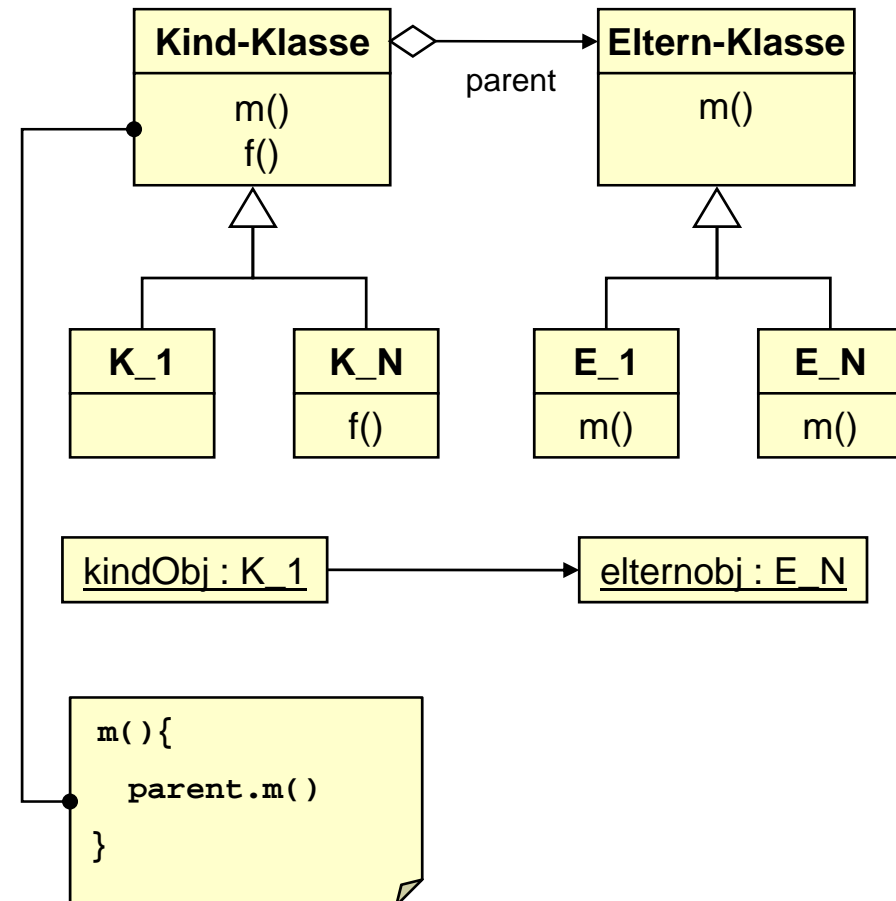 Kind-Klasse
m()
f()
parent
Eltern-Klasse
m()
K_1
K_N
f()
E_1
m()
E_N
m()
kindObj : K_1
elternobj : E_N
m(){
parent.m()
}